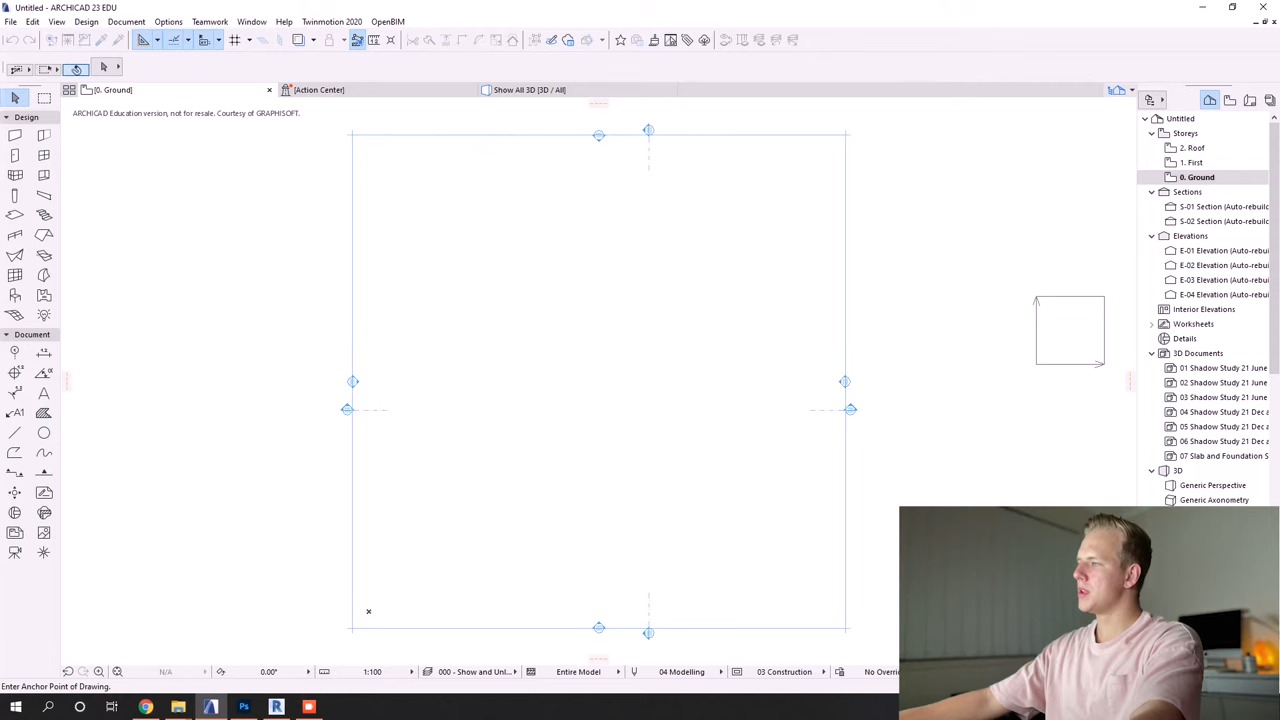 Untitled - ARCHICAD 23 EDU
File Edit View Design Document Options Teamwork Window Help Twinmotion 2020 OpenBIM
[0. Ground]
[Action Center]
Show All 3D [3D / All]
ARCHICAD Education version, not for resale. Courtesy of GRAPHISOFT.
Design
Document
A1
A
Untitled
Storeys
2. Roof
1. First
0. Ground
Sections
S-01 Section (Auto-rebuilc
S-02 Section (Auto-rebuilc
Elevations
E-01 Elevation (Auto-rebui
E-02 Elevation (Auto-rebui
E-03 Elevation (Auto-rebui
E-04 Elevation (Auto-rebui
Interior Elevations
Worksheets
Details
3D Documents
01 Shadow Study 21 June
02 Shadow Study 21 June
03 Shadow Study 21 June
04 Shadow Study 21 Dec a
05 Shadow Study 21 Dec a
06 Shadow Study 21 Dec a
07 Slab and Foundation S
3D
Generic Perspective
Generic Axonometry
N/A 0.00° 1:100 000 - Show and Unl... Entire Model 04 Modelling 03 Construction No Overri
Enter Anchor Point of Drawing.
Ps
R